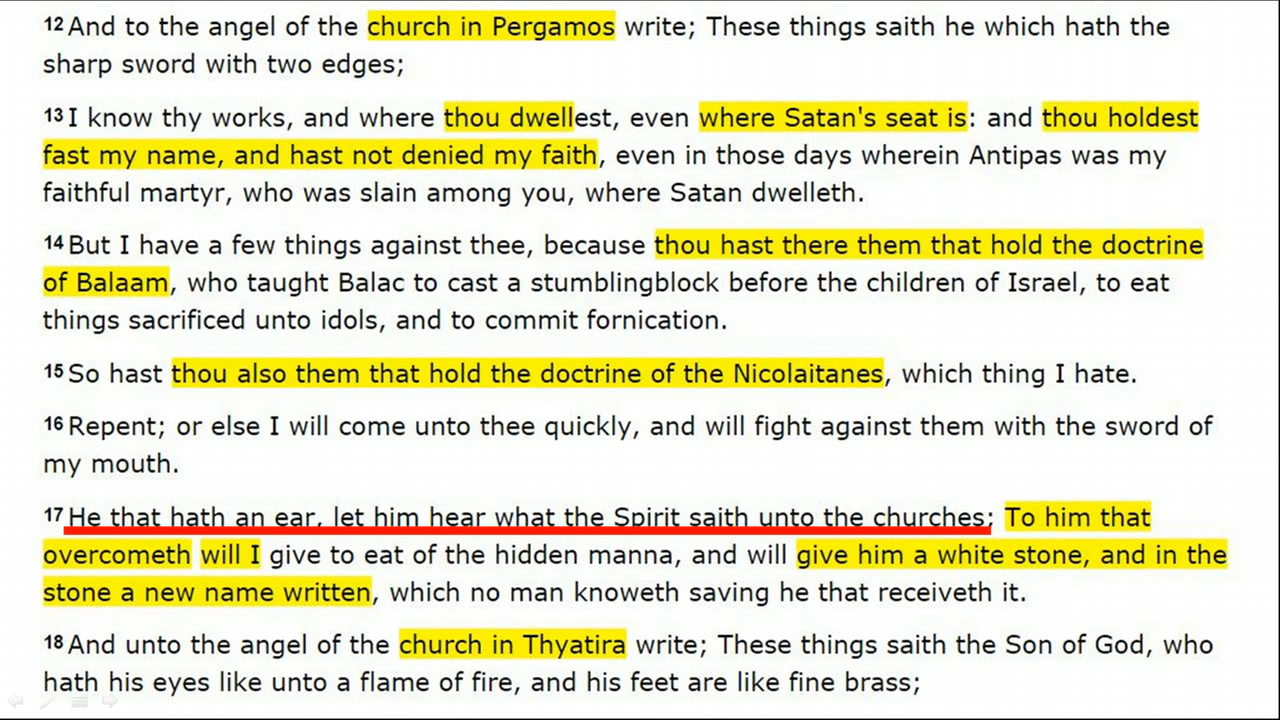 12 And to the angel of the church in Pergamos write; These things saith he which hath the
sharp sword with two edges;
13 I know thy works, and where thou dwellest, even where Satan's seat is: and thou holdest
fast my name, and hast not denied my faith, even in those days wherein Antipas was my
faithful martyr, who was slain among you, where Satan dwelleth.
14 But I have a few things against thee, because thou hast there them that hold the doctrine
of Balaam, who taught Balac to cast a stumblingblock before the children of Israel, to eat
things sacrificed unto idols, and to commit fornication.
15 So hast thou also them that hold the doctrine of the Nicolaitanes, which thing I hate.
16 Repent; or else I will come unto thee quickly, and will fight against them with the sword of
my mouth.
17 He that hath an ear, let him hear what the Spirit saith unto the churches; To him that
overcometh will I give to eat of the hidden manna, and will give him a white stone, and in the
stone a new name written, which no man knoweth saving he that receiveth it.
18 And unto the angel of the church in Thyatira write; These things saith the Son of God, who
hath his eyes like unto a flame of fire, and his feet are like fine brass;